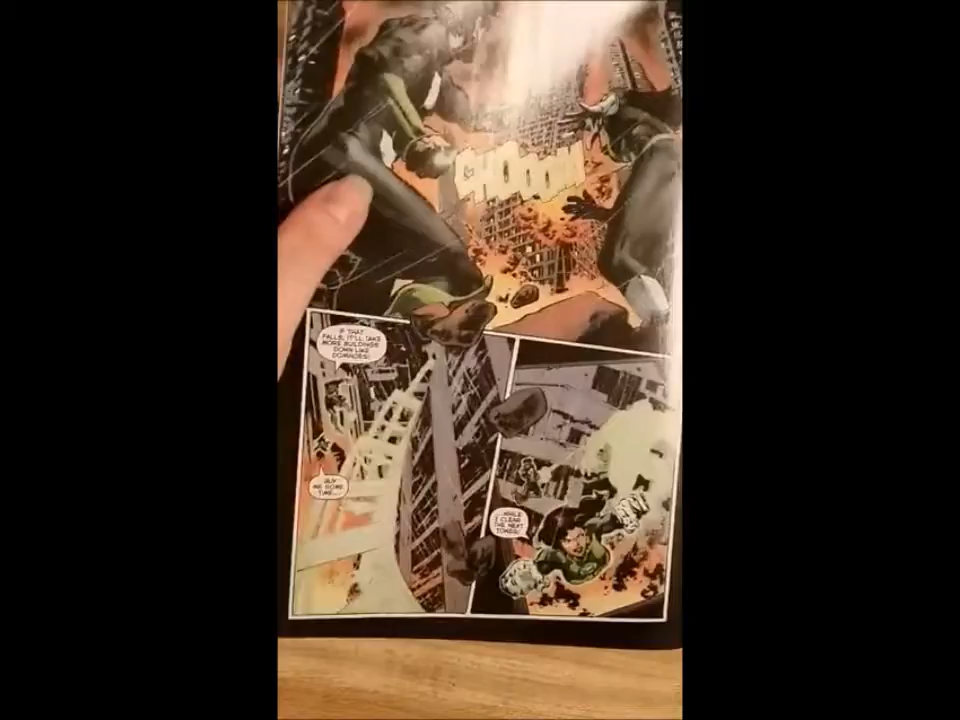 CHOOOOM
IF THAT
FALLS, IT'LL TAKE
MORE BUILDINGS
DOWN LIKE
DOMINOES!
BUY
ME SOME
TIME...
...WHILE
I CLEAR
THE NEXT
TOWER!